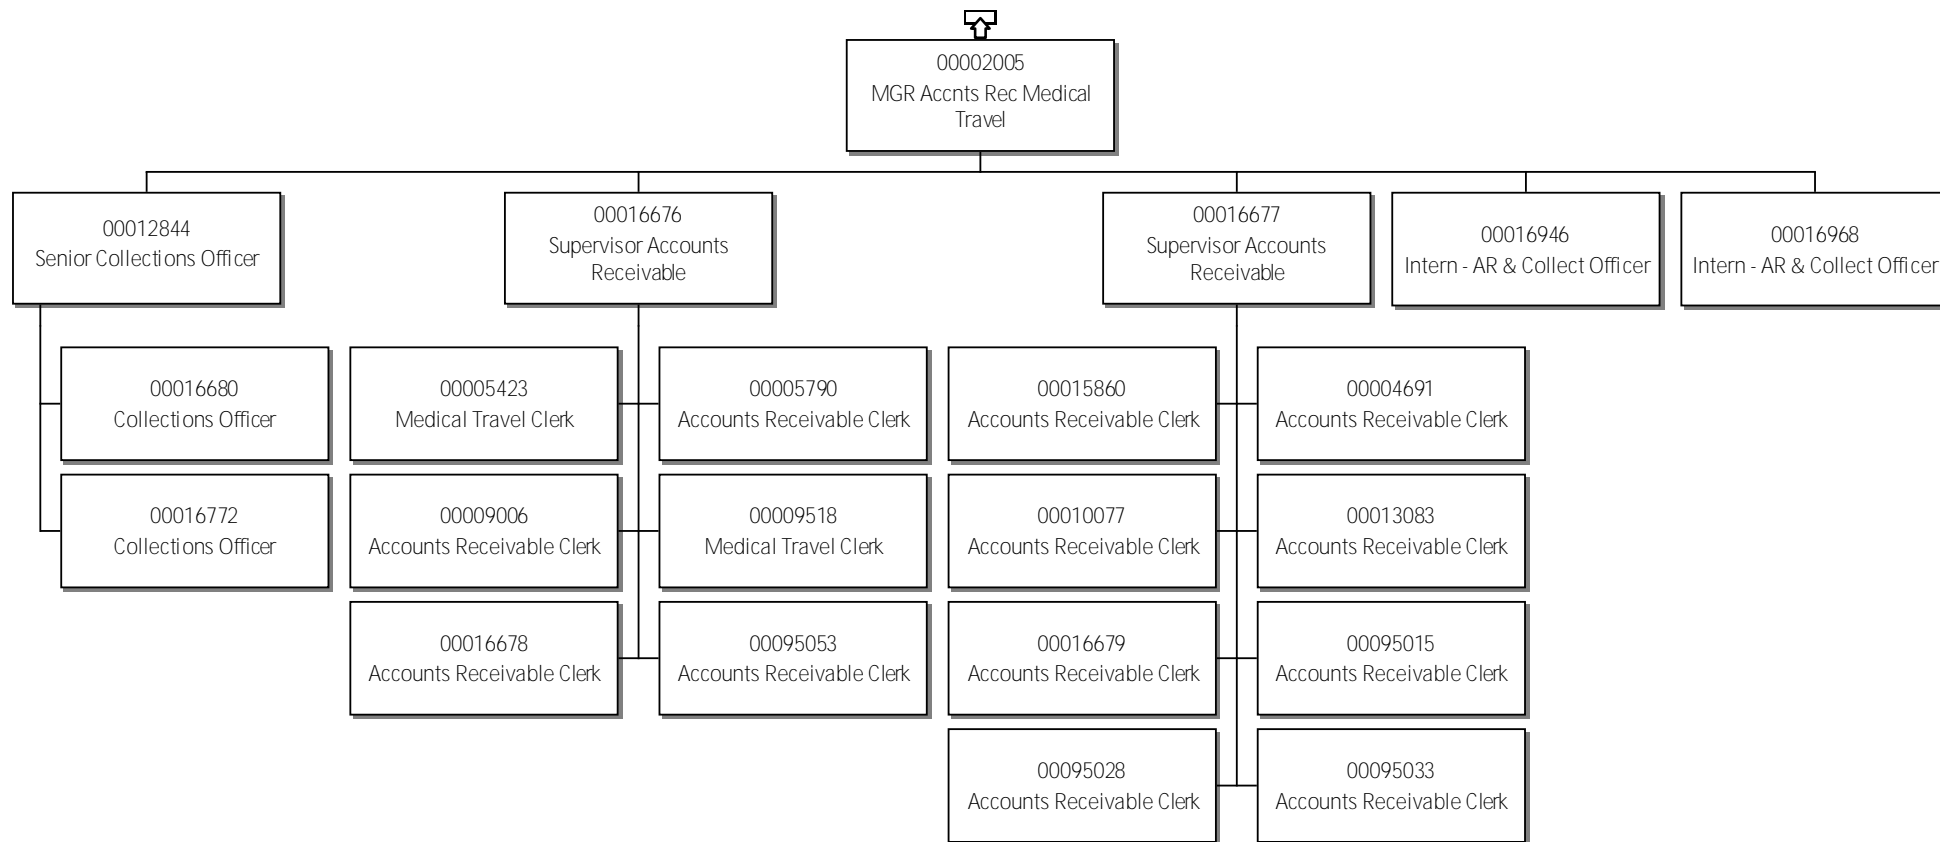 00002005
MGR Accnts Rec Medical
Travel
00012844
Senior Collections Officer
00016676
Supervisor Accounts
Receivable
00016677
Supervisor Accounts
Receivable
00016946
Intern - AR & Collect Officer
00016968
Intern - AR & Collect Officer
00016680
Collections Officer
00005423
Medical Travel Clerk
00005790
Accounts Receivable Clerk
00015860
Accounts Receivable Clerk
00004691
Accounts Receivable Clerk
00016772
Collections Officer
00009006
Accounts Receivable Clerk
00009518
Medical Travel Clerk
00010077
Accounts Receivable Clerk
00013083
Accounts Receivable Clerk
00016678
Accounts Receivable Clerk
00095053
Accounts Receivable Clerk
00016679
Accounts Receivable Clerk
00095015
Accounts Receivable Clerk
00095028
Accounts Receivable Clerk
00095033
Accounts Receivable Clerk